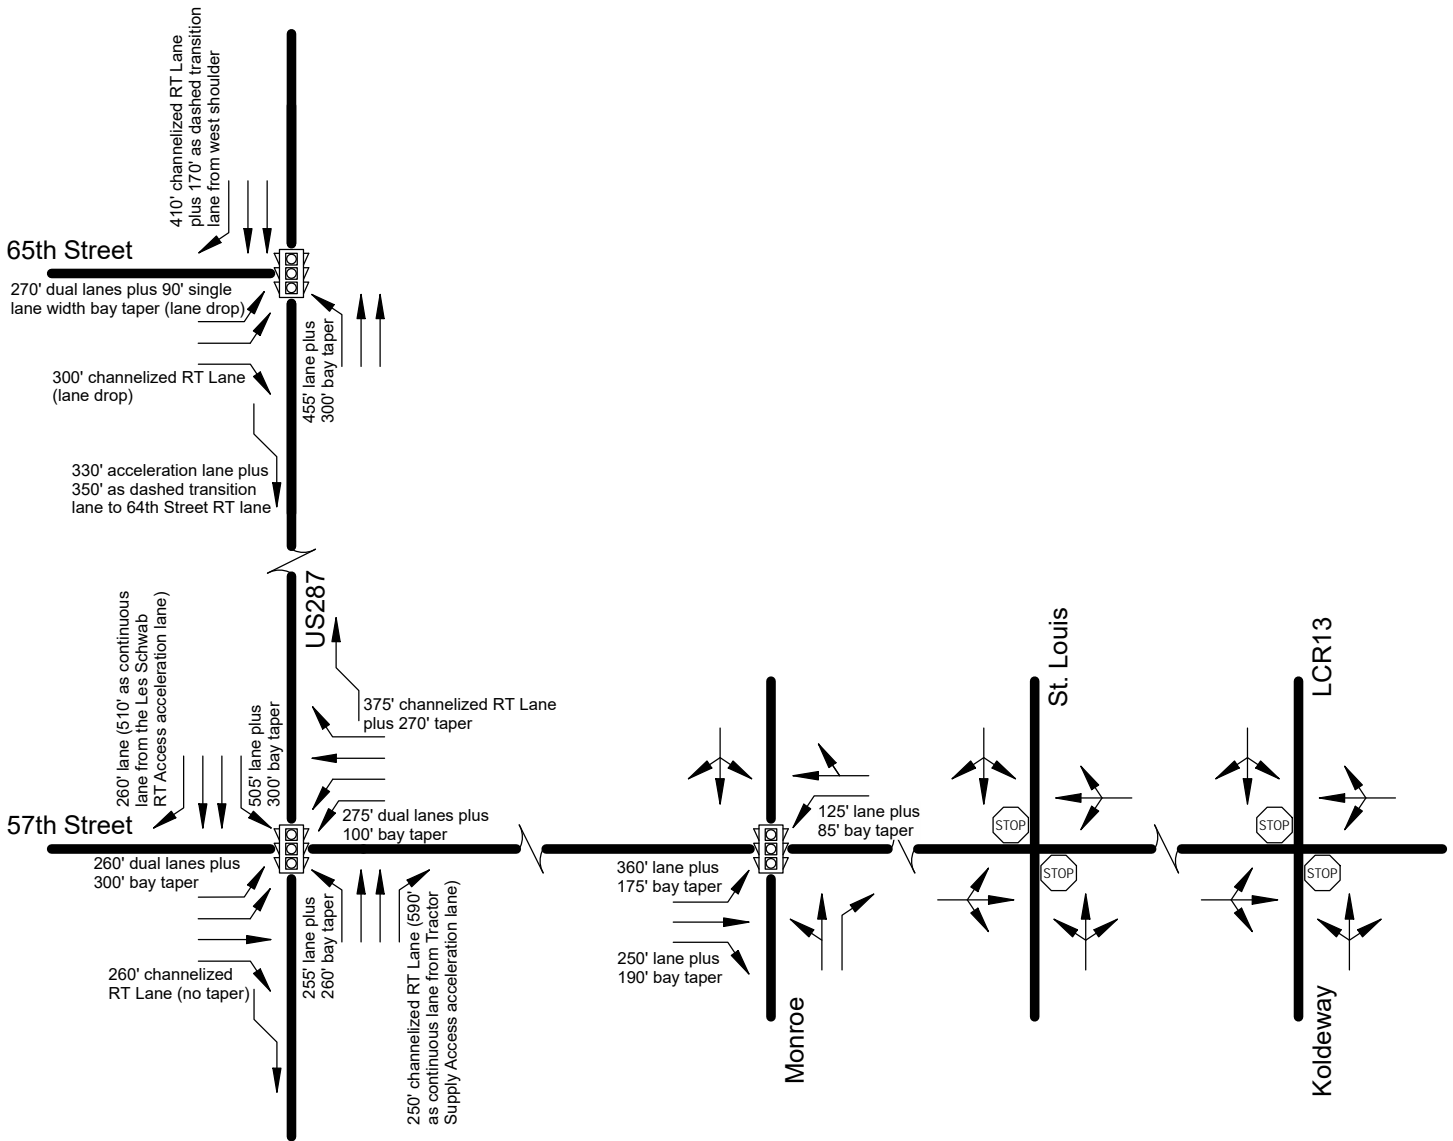 410' channelized RT Lane
plus 170' as dashed transition
lane from west shoulder
65th Street
270' dual lanes plus 90' single
lane width bay taper (lane drop)
300' channelized RT Lane
(lane drop)
455' lane plus
300' bay taper
330' acceleration lane plus
350' as dashed transition
lane to 64th Street RT lane
US287
260' lane (510' as continuous
lane from the Les Schwab
RT Access acceleration lane)
505' lane plus
300' bay taper
375' channelized RT Lane
plus 270' taper
57th Street
275' dual lanes plus
100' bay taper
260' dual lanes plus
300' bay taper
260' channelized
RT Lane (no taper)
255' lane plus
260' bay taper
250' channelized RT Lane (590'
as continuous lane from Tractor
Supply Access acceleration lane)
125' lane plus
85' bay taper
360' lane plus
175' bay taper
250' lane plus
190' bay taper
Monroe
St. Louis
STOP
STOP
LCR13
STOP
STOP
Koldeway